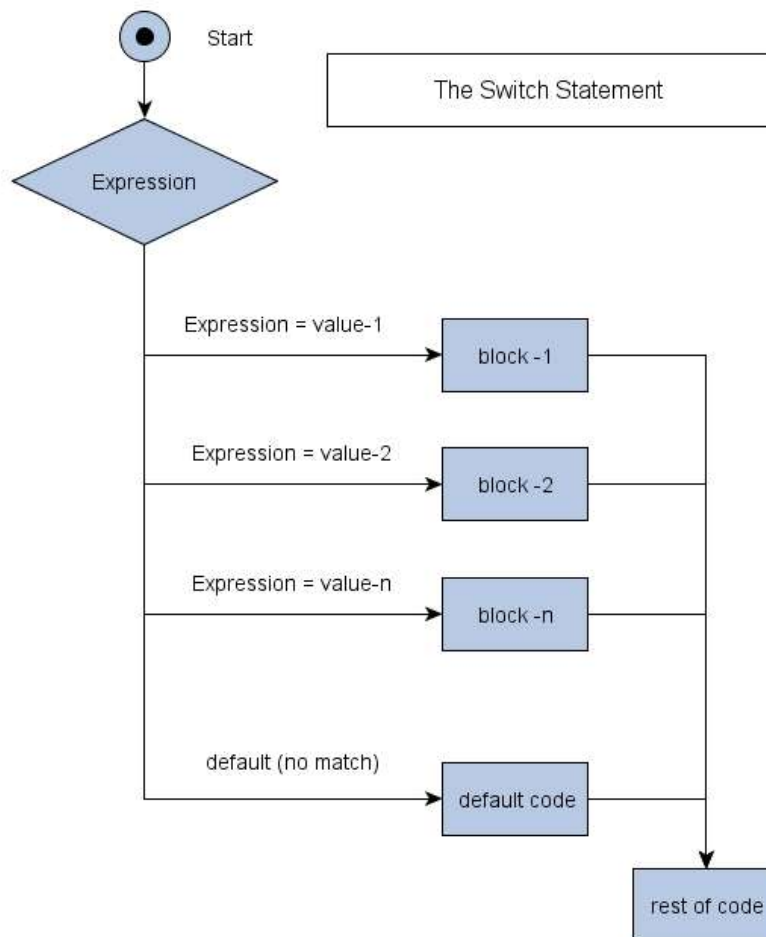 Start
The Switch Statement
Expression
Expression = value-1
block -1
Expression = value-2
block -2
Expression = value-n
block -n
default (no match)
default code
rest of code